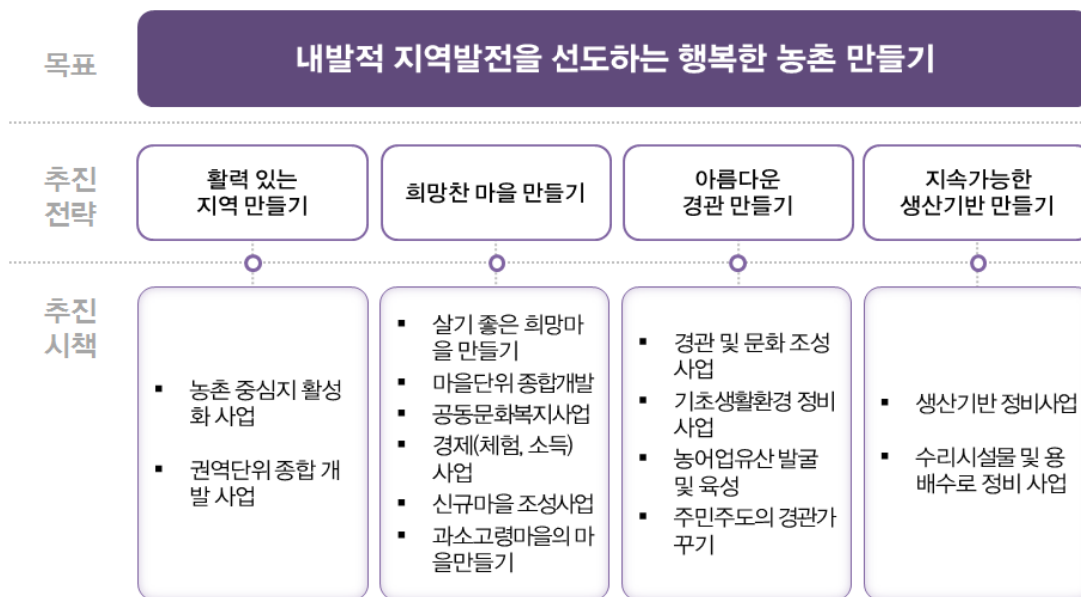 목표
내발적 지역발전을 선도하는 행복한 농촌 만들기
추진
전략
활력 있는
지역 만들기
희망찬 마을 만들기
아름다운
경관 만들기
지속가능한
생산기반 만들기
추진
시책
▪ 농촌 중심지 활성
화 사업
▪ 권역단위 종합 개
발 사업
▪ 살기 좋은 희망마
을 만들기
▪ 마을단위 종합개발
▪ 공동문화복지사업
▪ 경제(체험, 소득)
사업
▪ 신규마을 조성사업
▪ 과소고령마을의 마
을만들기
▪ 경관 및 문화 조성
사업
▪ 기초생활환경 정비
사업
▪ 농어업유산 발굴
및 육성
▪ 주민주도의 경관가
꾸기
▪ 생산기반 정비사업
▪ 수리시설물 및 용
배수로 정비 사업